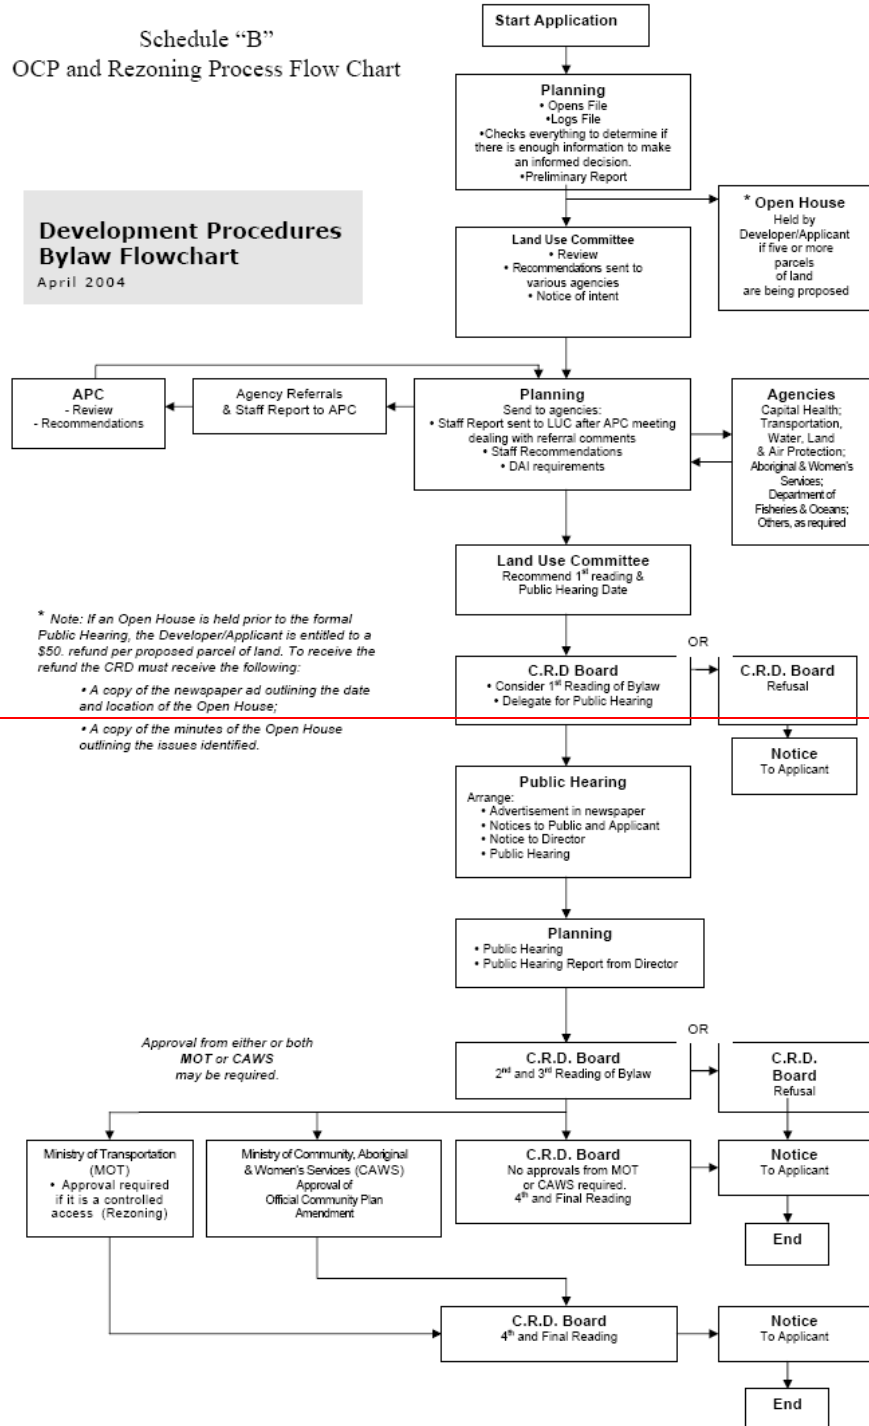 Schedule “B”
OCP and Rezoning Process Flow Chart
Development Procedures
Bylaw Flowchart
April 2004
Start Application
Planning
• Opens File
•Logs File
•Checks everything to determine if
there is enough information to make
an informed decision.
•Preliminary Report
* Open House
Held by
Developer/Applicant
if five or more
parcels
of land
are being proposed
Land Use Committee
• Review
• Recommendations sent to
various agencies
• Notice of intent
APC
- Review
- Recommendations
Agency Referrals
& Staff Report to APC
Planning
Send to agencies:
• Staff Report sent to LUC after APC meeting
dealing with referral comments
• Staff Recommendations
• DAI requirements
Agencies
Capital Health;
Transportation,
Water, Land
& Air Protection;
Aboriginal & Women's
Services;
Department of
Fisheries & Oceans;
Others, as required
Land Use Committee
Recommend 1st reading &
Public Hearing Date
* Note: If an Open House is held prior to the formal
Public Hearing, the Developer/Applicant is entitled to a
$50. refund per proposed parcel of land. To receive the
refund the CRD must receive the following:
• A copy of the newspaper ad outlining the date
and location of the Open House;
• A copy of the minutes of the Open House
outlining the issues identified.
C.R.D Board
• Consider 1st Reading of Bylaw
• Delegate for Public Hearing
OR
C.R.D. Board
Refusal
Notice
To Applicant
Public Hearing
Arrange:
• Advertisement in newspaper
• Notices to Public and Applicant
• Notice to Director
• Public Hearing
Planning
• Public Hearing
• Public Hearing Report from Director
Approval from either or both
MOT or CAWS
may be required.
C.R.D. Board
2nd and 3rd Reading of Bylaw
OR
C.R.D.
Board
Refusal
Ministry of Transportation
(MOT)
• Approval required
if it is a controlled
access (Rezoning)
Ministry of Community, Aboriginal
& Women's Services (CAWS)
Approval of
Official Community Plan
Amendment
C.R.D. Board
No approvals from MOT
or CAWS required.
4th and Final Reading
Notice
To Applicant
End
C.R.D. Board
4th and Final Reading
Notice
To Applicant
End